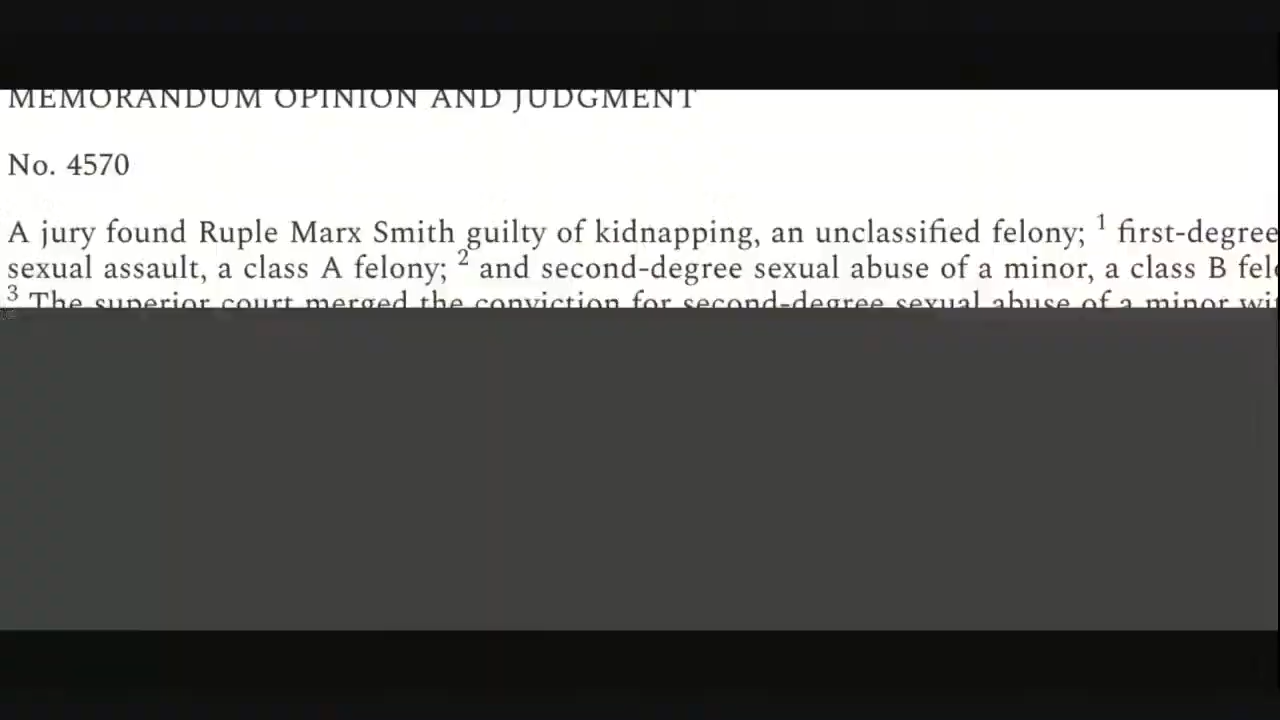 MEMORANDUM OPINION AND JUDGMENT
No. 4570
A jury found Ruple Marx Smith guilty of kidnapping, an unclassified felony; 1 first-degree
sexual assault, a class A felony; 2 and second-degree sexual abuse of a minor, a class B
3 The superior court merged the conviction for second-degree sexual abuse of a minor